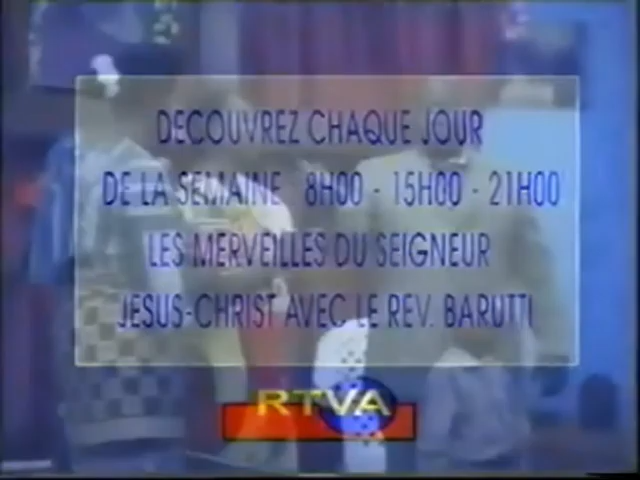 DECOUVREZ CHAQUE JOUR
DE LA SEMAINE 8H00 - 15H00 - 21H00
LES MERVEILLES DU SEIGNEUR
JESUS-CHRIST AVEC LE REV. BARUTTI
RTVA